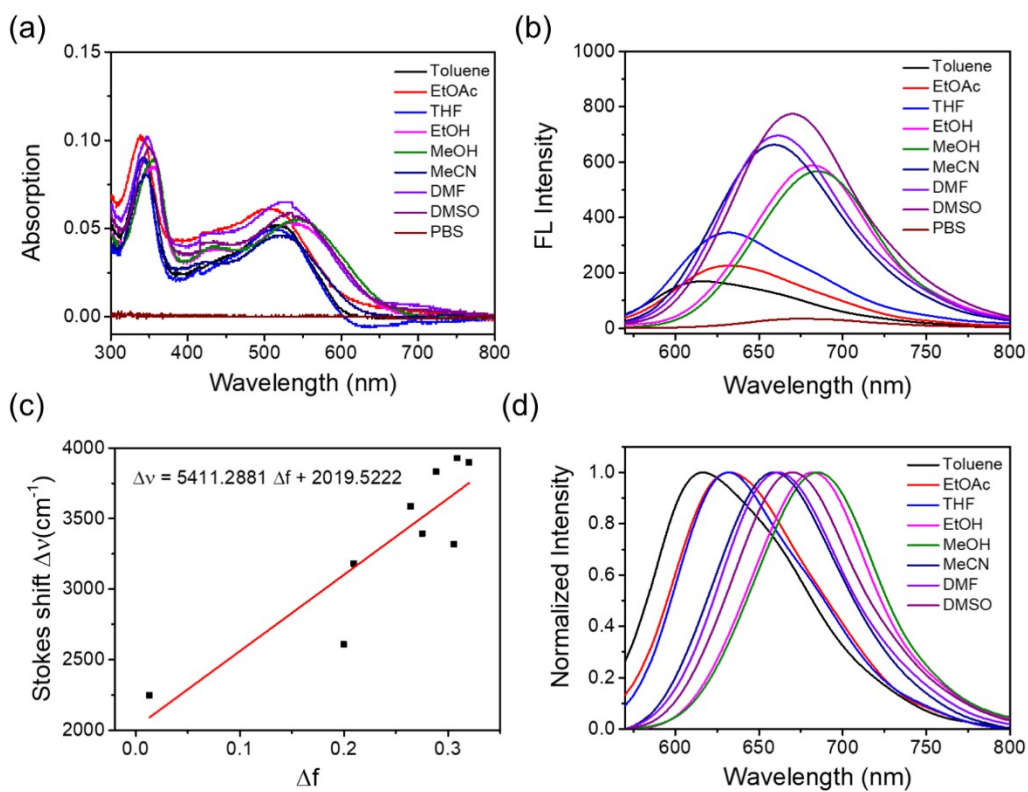 (a)
0.15
0.10
0.05
0.00
Absorption
300 400 500 600 700 800
Wavelength (nm)
Toluene
EtOAc
THF
EtOH
MeOH
MeCN
DMF
DMSO
PBS
(b)
1000
800
600
400
200
0
FL Intensity
600 650 700 750 800
Wavelength (nm)
Toluene
EtOAc
THF
EtOH
MeOH
MeCN
DMF
DMSO
PBS
(c)
4000
3500
3000
2500
2000
Stokes shift Δν(cm⁻¹)
Δν = 5411.2881 Δf + 2019.5222
0.0 0.1 0.2 0.3
Δf
(d)
1.0
0.8
0.6
0.4
0.2
0.0
Normalized Intensity
600 650 700 750 800
Wavelength (nm)
Toluene
EtOAc
THF
EtOH
MeOH
MeCN
DMF
DMSO